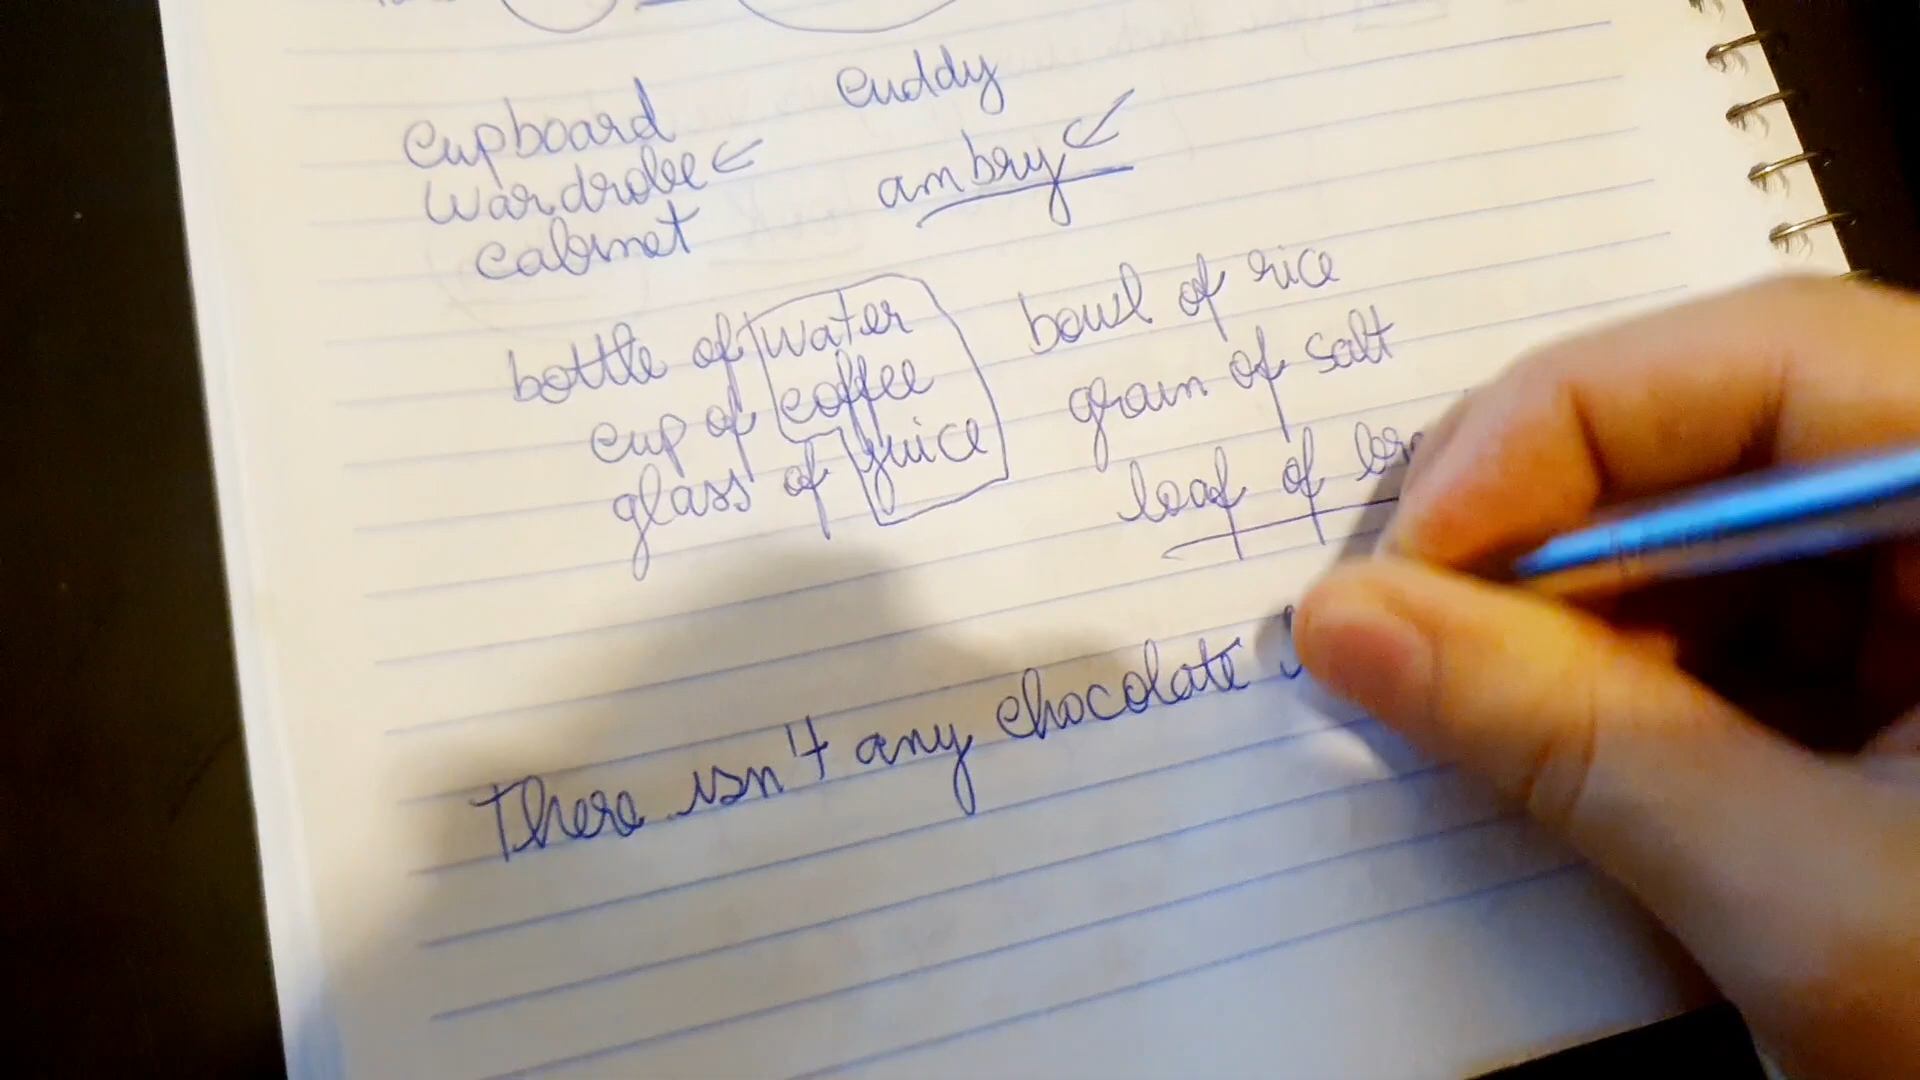 cupboard
wardrobe
cabinet
cuddy
ambry
bottle of water
cup of coffee
glass of juice
bowl of rice
grain of salt
loaf of
There isn't any chocolate